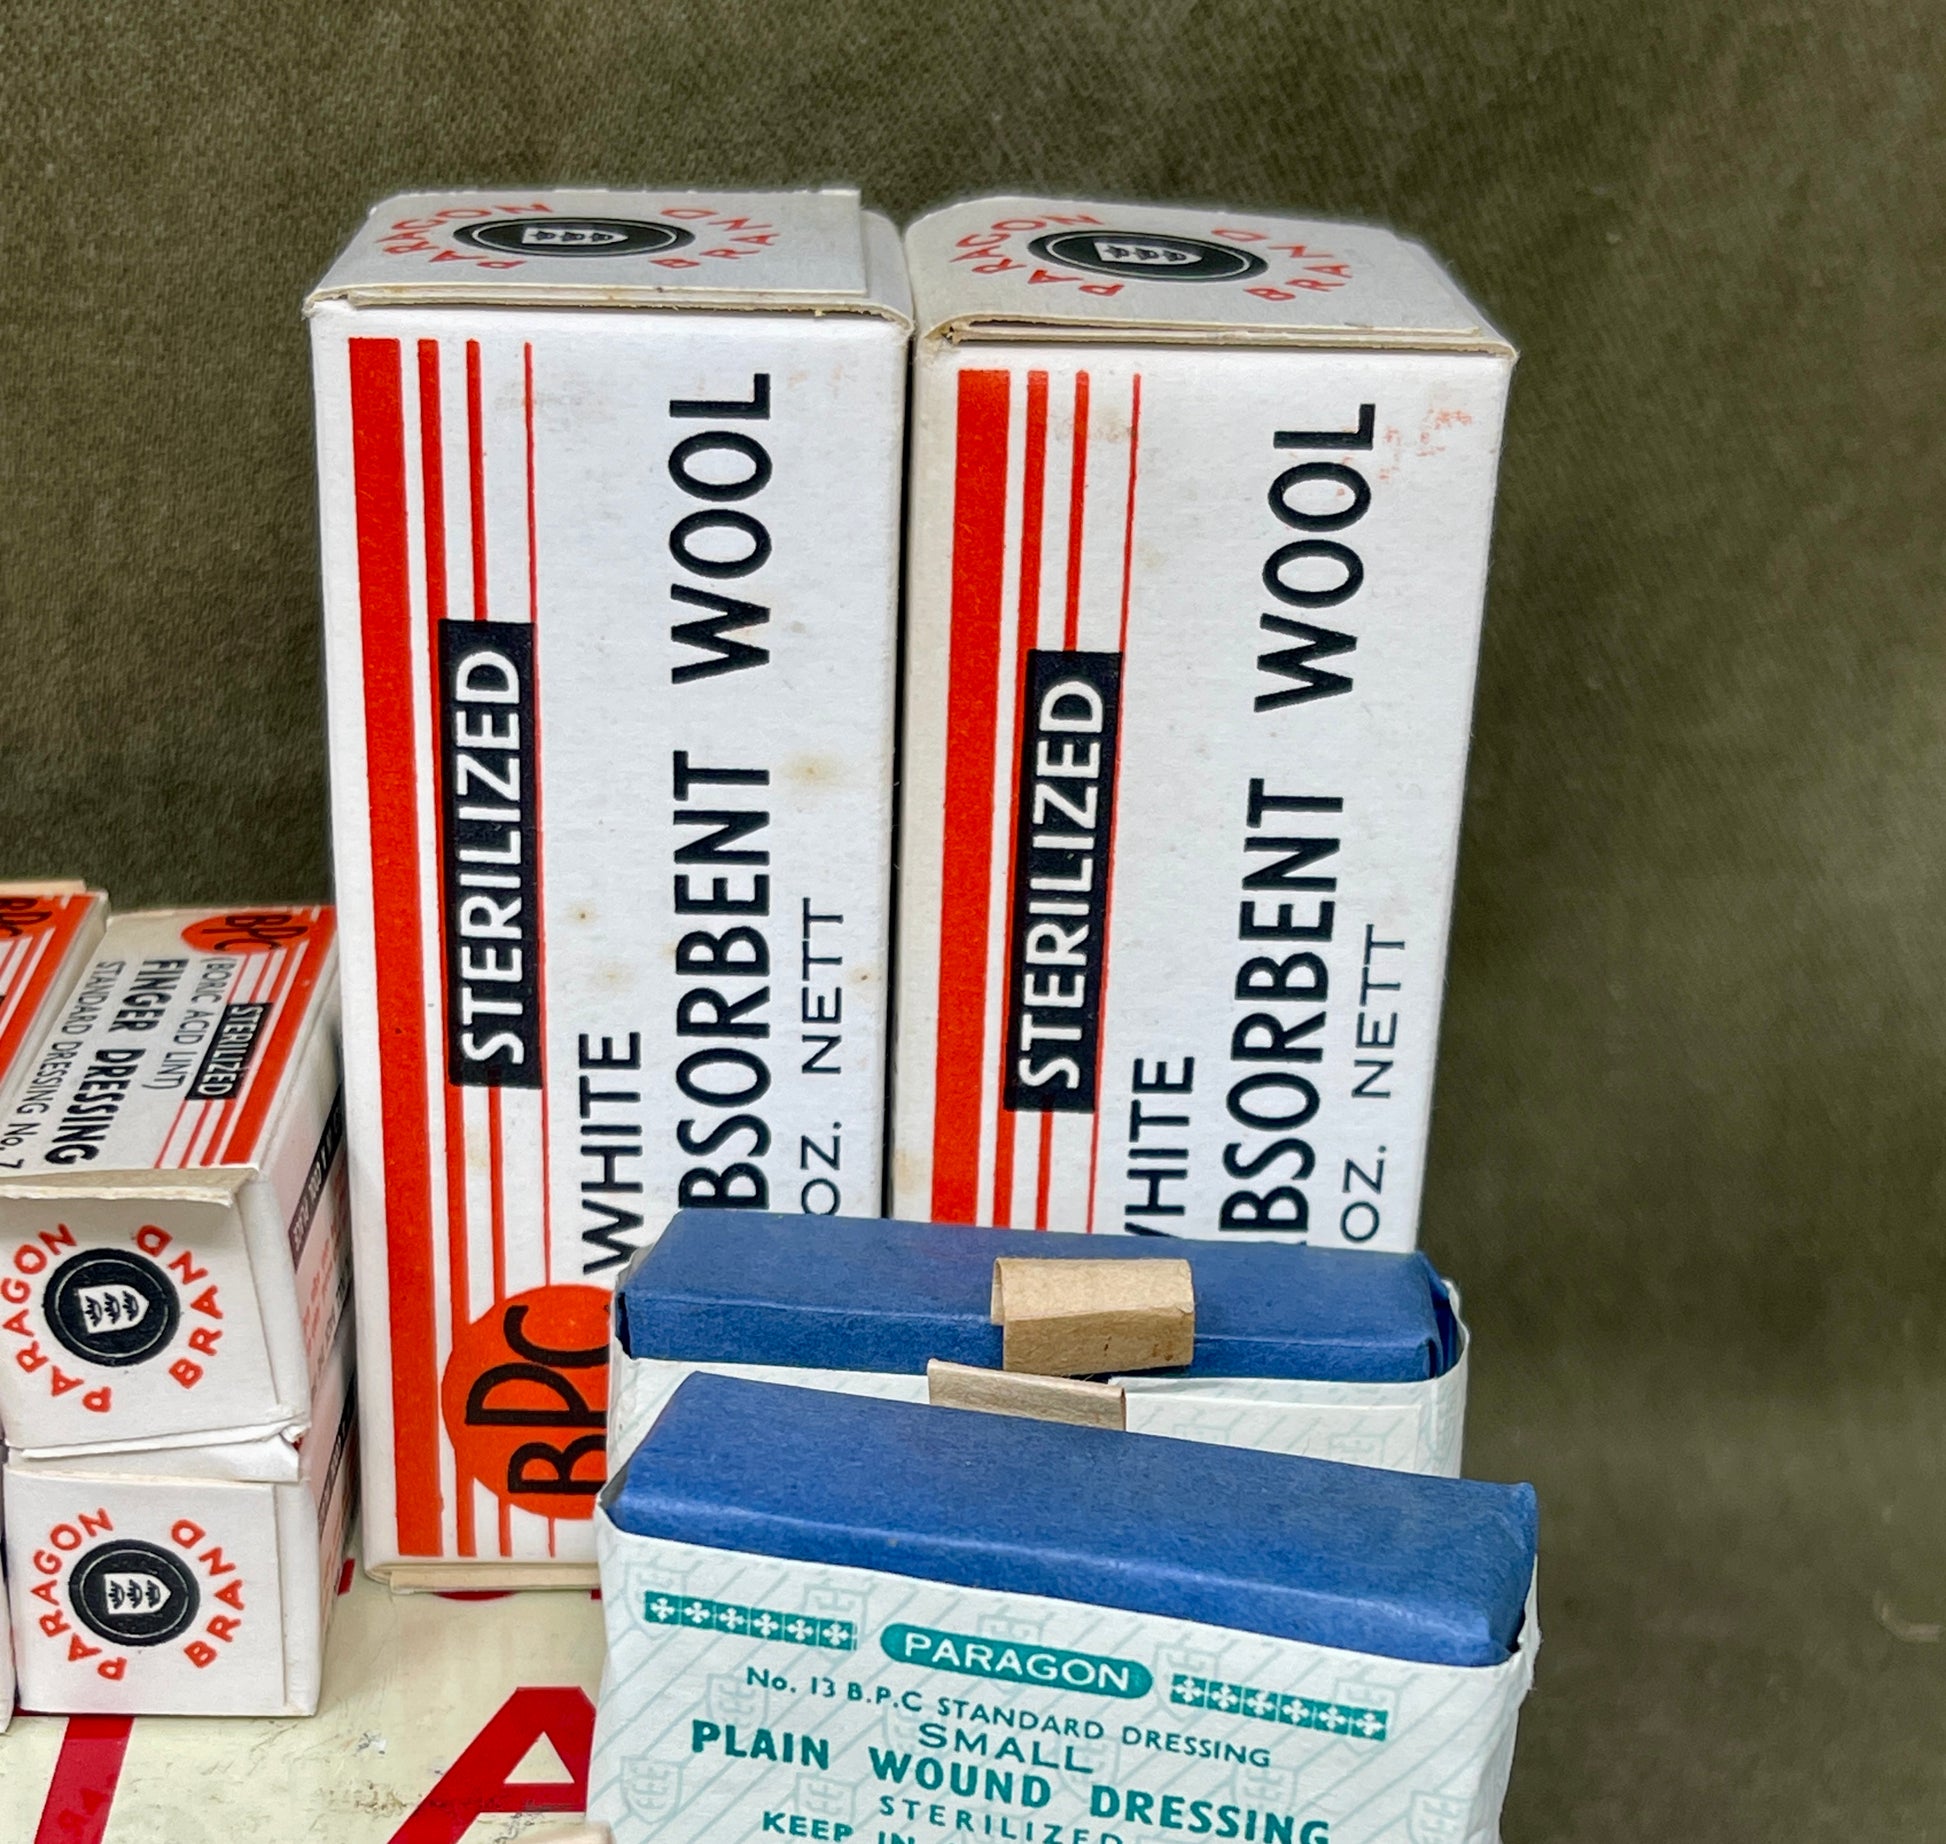 PARAGON BRAND
PARAGON BRAND
STERILIZED
WHITE
BSORBENT WOOL
OZ. NETT
BPC
STERILIZED
HITE
BSORBENT WOOL
OZ. NETT
BPC
BPC
STERILIZED
(BORIC ACID LINT)
FINGER DRESSING
STANDARD DRESSING No. 7
PARAGON BRAND
PARAGON BRAND
PARAGON
No. 13 B.P.C STANDARD DRESSING
SMALL
PLAIN WOUND DRESSING
STERILIZED
KEEP IN
A